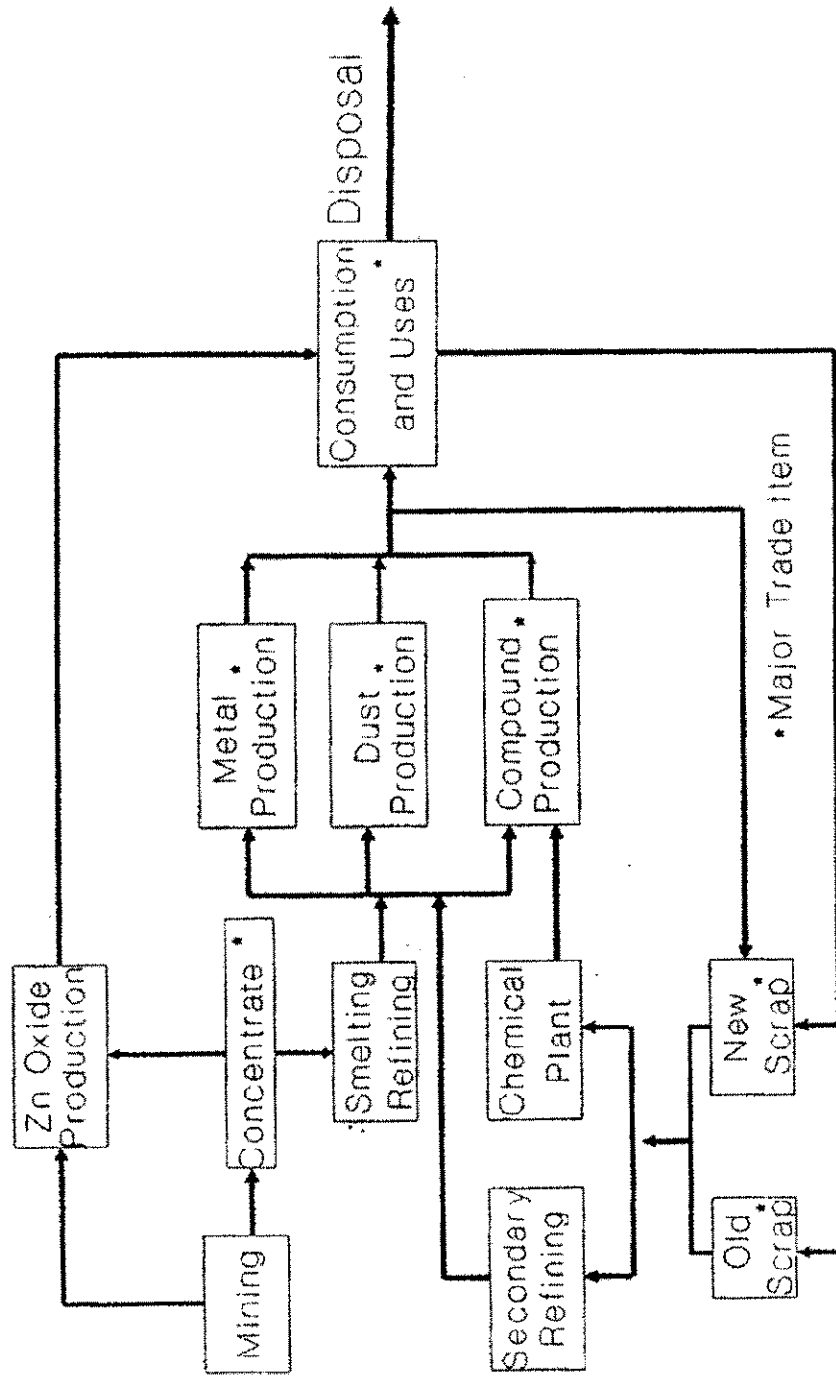 Zn Oxide
Production
Mining
Concentrate*
Smelting
Refining
Metal*
Production
Dust*
Production
Compound*
Production
Consumption
and Uses*
Disposal
Secondary
Refining
Chemical
Plant
Old*
Scrap
New*
Scrap
*Major Trade Item